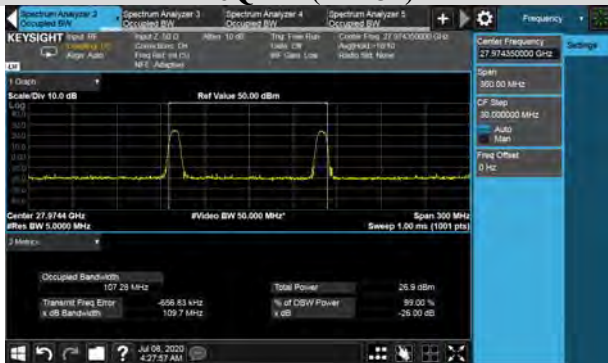 Spectrum Analyzer 2
Occupied BW
Spectrum Analyzer 3
Occupied BW
Spectrum Analyzer 4
Occupied BW
Spectrum Analyzer 5
Occupied BW
Frequency
KEYSIGHT Input: RF
Align: Auto
Input Z: 50 Ω
Corrections: Off
Freq Ref: Int (S)
NFE: Adaptive
Atten: 10 dB
Trig: Free Run
Gate: Off
#IF Gain: Low
Center Freq: 27.974350000 GHz
Avg|Hold:>10/10
Radio Std: None
Center Frequency
27.974350000 GHz
Settings
Span
CF Step
30.000000 MHz
Auto
Man
Freq Offset
0 Hz
1 Graph
Scale/Div 10.0 dB
Ref Value 50.00 dBm
Log
Center 27.9744 GHz
#Video BW 50.000 MHz*
Span 300 MHz
#Res BW 5.0000 MHz
Sweep 1.00 ms (1001 pts)
2 Metrics
Occupied Bandwidth
107.28 MHz
Total Power
26.9 dBm
Transmit Freq Error
-656.63 kHz
% of OBW Power
99.00 %
x dB Bandwidth
109.7 MHz
x dB
-26.00 dB
Jul 08, 2020
4:27:57 AM